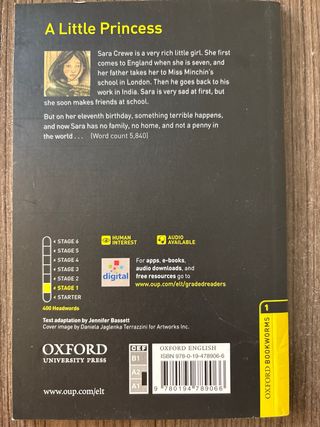 A Little Princess
Sara Crewe is a very rich little girl. She first
comes to England when she is seven, and
her father takes her to Miss Minchin's
school in London. Then he goes back to his
work in India. Sara is very sad at first, but
she soon makes friends at school.
But on her eleventh birthday, something terrible happens,
and now Sara has no family, no home, and not a penny in
the world . . . (Word count 5,840)
< STAGE 6
< STAGE 5
< STAGE 4
< STAGE 3
< STAGE 2
< STAGE 1
< STARTER
400 Headwords
HUMAN
INTEREST
AUDIO
AVAILABLE
digital
For apps, e-books,
audio downloads, and
free resources go to
www.oup.com/elt/gradedreaders
Text adaptation by Jennifer Bassett
Cover image by Daniela Jaglenka Terrazzini for Artworks Inc.
OXFORD
UNIVERSITY PRESS
www.oup.com/elt
CEF
B1
A2
A1
OXFORD ENGLISH
ISBN 978-0-19-478906-6
9 780194 789066
1
OXFORD BOOKWORMS